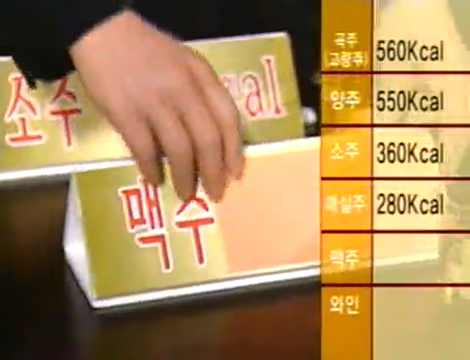 소주 cal
맥주
곡주
(고량주) 560Kcal
양주 550Kcal
소주 360Kcal
매실주 280Kcal
맥주
와인